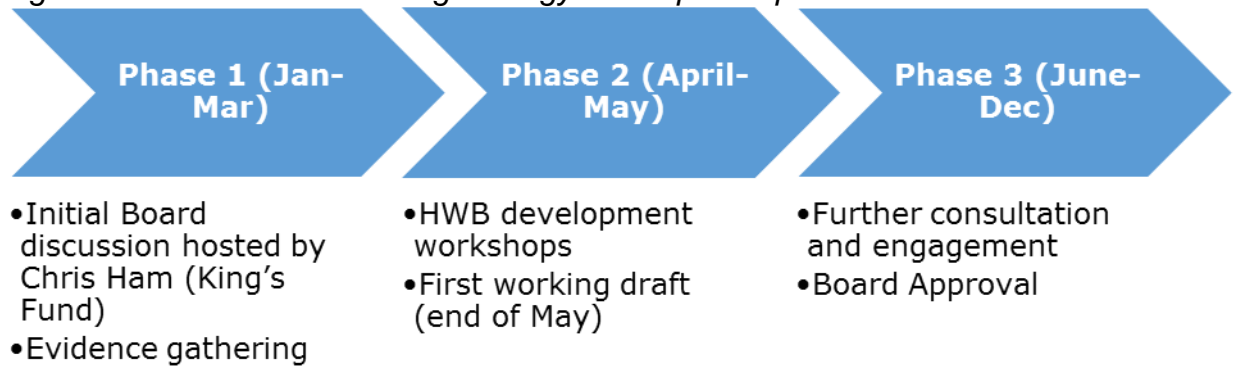 Phase 1 (Jan-
Mar)
Phase 2 (April-
May)
Phase 3 (June-
Dec)
•Initial Board
discussion hosted by
Chris Ham (King's
Fund)
•Evidence gathering
•HWB development
workshops
•First working draft
(end of May)
•Further consultation
and engagement
•Board Approval